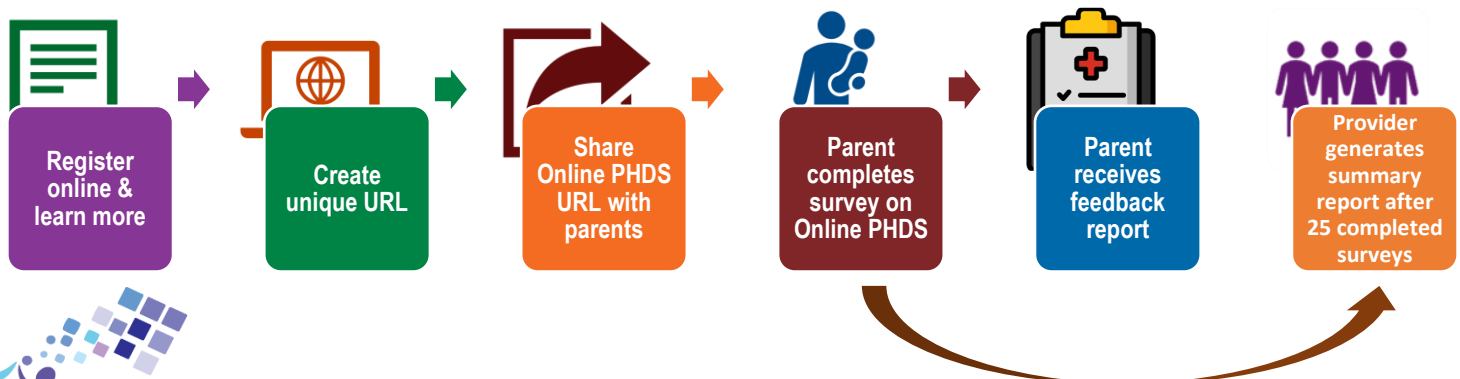 Register
online &
learn more
Create
unique URL
Share
Online PHDS
URL with
parents
Parent
completes
survey on
Online PHDS
Parent
receives
feedback
report
Provider
generates
summary
report after
25 completed
surveys